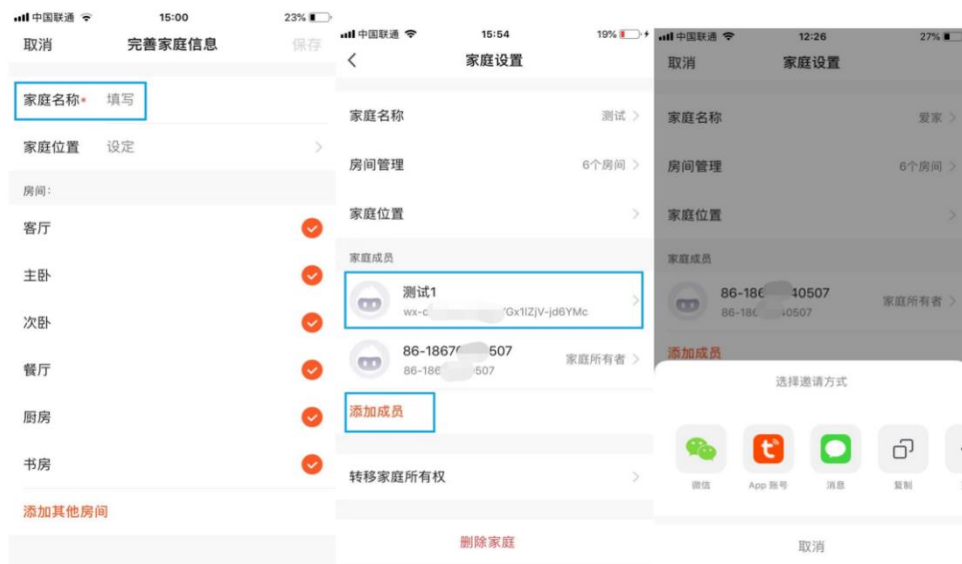 中国联通 15:00 23%
取消 完善家庭信息 保存
家庭名称* 填写
家庭位置 设定
房间:
客厅
主卧
次卧
餐厅
厨房
书房
添加其他房间
中国联通 15:54 19%
家庭设置
家庭名称 测试
房间管理 6个房间
家庭位置
家庭成员
测试1
wx-c Gx1lZjV-jd6YMc
86-1867 507 家庭所有者
86-186 507
添加成员
转移家庭所有权
删除家庭
中国联通 12:26 27%
取消 家庭设置
家庭名称 爱家
房间管理 6个房间
家庭位置
家庭成员
86-186 40507 家庭所有者
86-186 40507
添加成员
选择邀请方式
微信 App 账号 消息 复制
取消